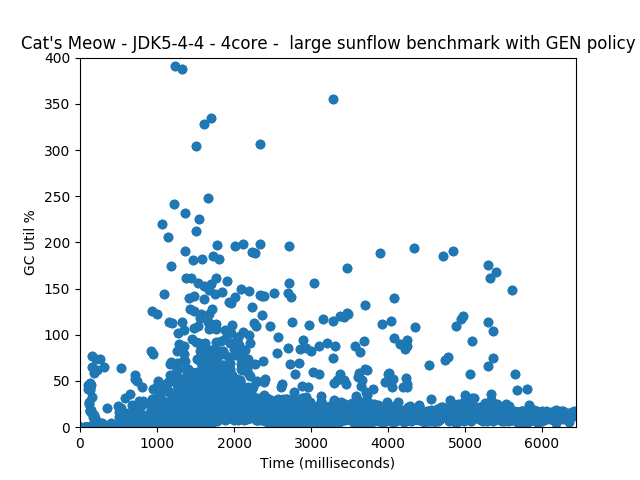 Cat's Meow - JDK5-4-4 - 4core -  large sunflow benchmark with GEN policy
400
350
300
250
200
150
100
50
0
GC Util %
0 1000 2000 3000 4000 5000 6000
Time (milliseconds)